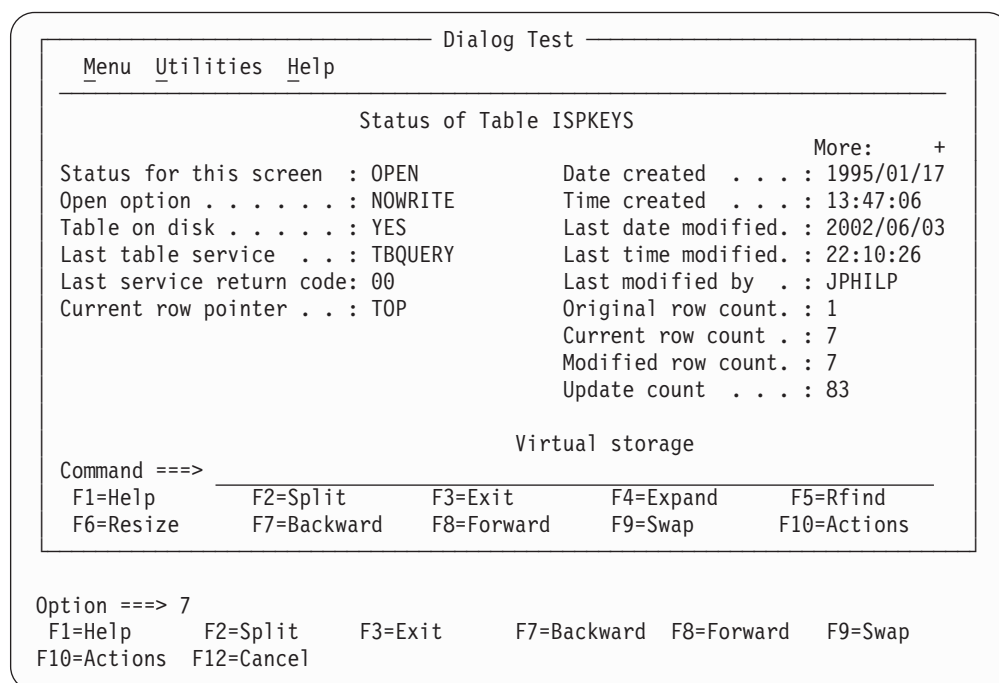 Dialog Test
Menu Utilities Help
Status of Table ISPKEYS
More: +
Status for this screen : OPEN Date created . . . : 1995/01/17
Open option . . . . . . : NOWRITE Time created . . . : 13:47:06
Table on disk . . . . . : YES Last date modified. : 2002/06/03
Last table service . . : TBQUERY Last time modified. : 22:10:26
Last service return code: 00 Last modified by . : JPHILP
Current row pointer . . : TOP Original row count. : 1
Current row count . : 7
Modified row count. : 7
Update count . . . : 83
Virtual storage
Command ===>
F1=Help F2=Split F3=Exit F4=Expand F5=Rfind
F6=Resize F7=Backward F8=Forward F9=Swap F10=Actions
Option ===> 7
F1=Help F2=Split F3=Exit F7=Backward F8=Forward F9=Swap
F10=Actions F12=Cancel